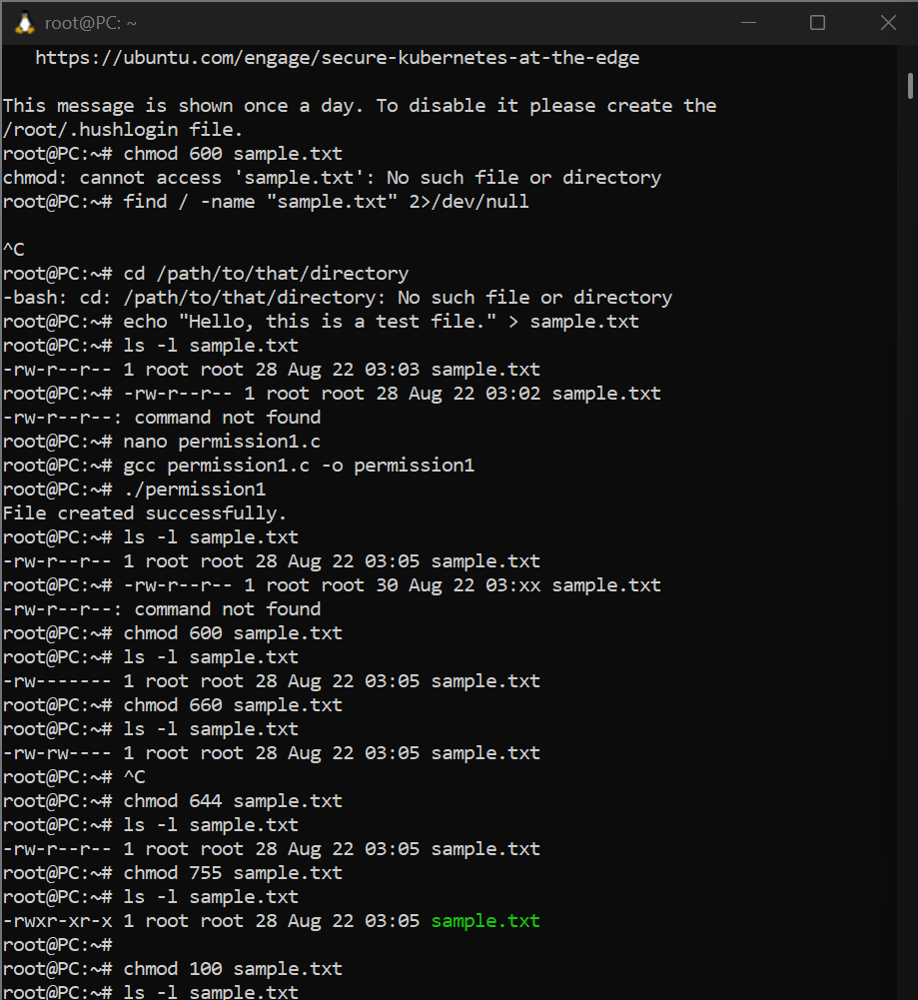 root@PC: ~
https://ubuntu.com/engage/secure-kubernetes-at-the-edge
This message is shown once a day. To disable it please create the
/root/.hushlogin file.
root@PC:~# chmod 600 sample.txt
chmod: cannot access 'sample.txt': No such file or directory
root@PC:~# find / -name "sample.txt" 2>/dev/null
^C
root@PC:~# cd /path/to/that/directory
-bash: cd: /path/to/that/directory: No such file or directory
root@PC:~# echo "Hello, this is a test file." > sample.txt
root@PC:~# ls -l sample.txt
-rw-r--r-- 1 root root 28 Aug 22 03:03 sample.txt
root@PC:~# -rw-r--r-- 1 root root 28 Aug 22 03:02 sample.txt
-rw-r--r--: command not found
root@PC:~# nano permission1.c
root@PC:~# gcc permission1.c -o permission1
root@PC:~# ./permission1
File created successfully.
root@PC:~# ls -l sample.txt
-rw-r--r-- 1 root root 28 Aug 22 03:05 sample.txt
root@PC:~# -rw-r--r-- 1 root root 30 Aug 22 03:xx sample.txt
-rw-r--r--: command not found
root@PC:~# chmod 600 sample.txt
root@PC:~# ls -l sample.txt
-rw------- 1 root root 28 Aug 22 03:05 sample.txt
root@PC:~# chmod 660 sample.txt
root@PC:~# ls -l sample.txt
-rw-rw---- 1 root root 28 Aug 22 03:05 sample.txt
root@PC:~# ^C
root@PC:~# chmod 644 sample.txt
root@PC:~# ls -l sample.txt
-rw-r--r-- 1 root root 28 Aug 22 03:05 sample.txt
root@PC:~# chmod 755 sample.txt
root@PC:~# ls -l sample.txt
-rwxr-xr-x 1 root root 28 Aug 22 03:05 sample.txt
root@PC:~#
root@PC:~# chmod 100 sample.txt
root@PC:~# ls -l sample.txt